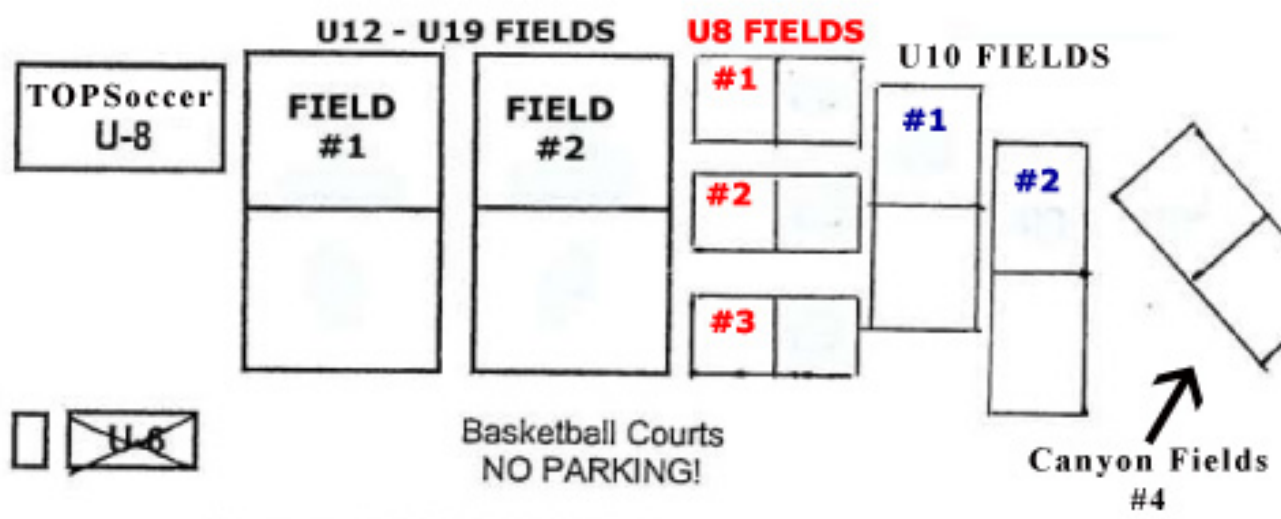 U12 - U19 FIELDS
U8 FIELDS
U10 FIELDS
TOPSoccer
U-8
FIELD
#1
FIELD
#2
#1
#2
#3
#1
#2
U-6
Basketball Courts
NO PARKING!
Canyon Fields
#4